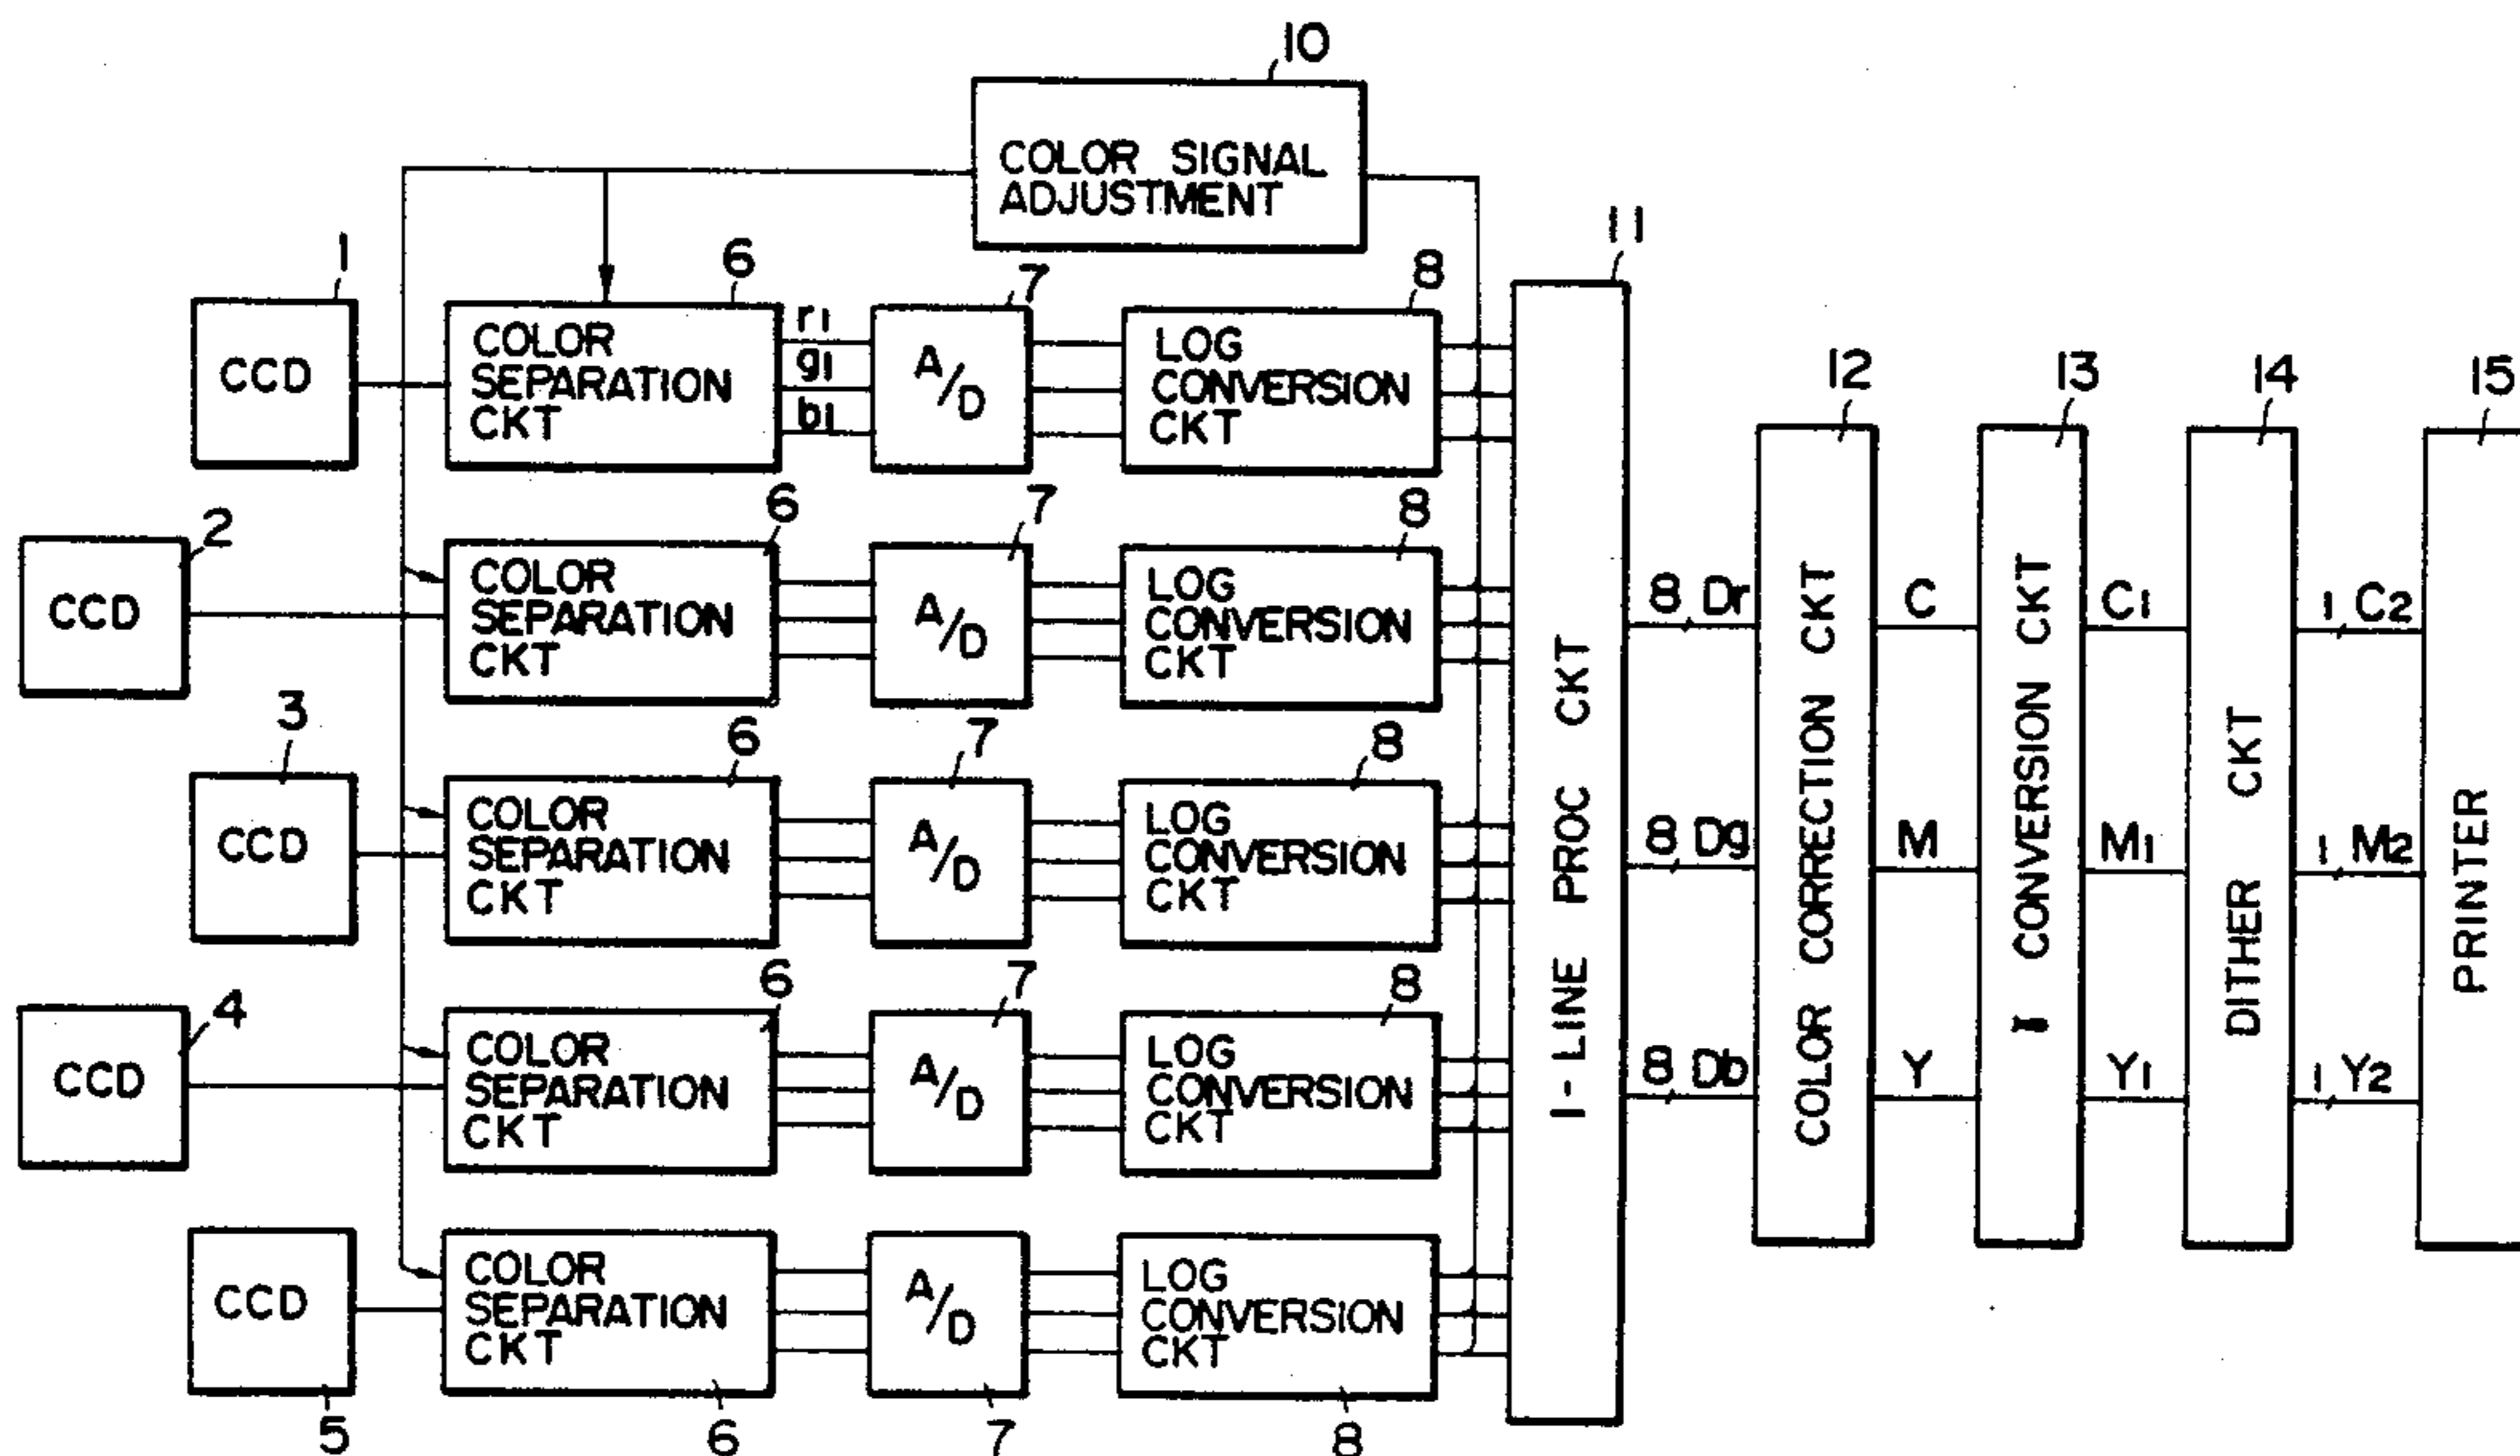 10
COLOR SIGNAL
ADJUSTMENT
1
CCD
6
COLOR
SEPARATION
CKT
r1
g1
b1
7
A/D
8
LOG
CONVERSION
CKT
2
CCD
6
COLOR
SEPARATION
CKT
7
A/D
8
LOG
CONVERSION
CKT
3
CCD
6
COLOR
SEPARATION
CKT
7
A/D
8
LOG
CONVERSION
CKT
4
CCD
6
COLOR
SEPARATION
CKT
7
A/D
8
LOG
CONVERSION
CKT
CCD
5
COLOR
SEPARATION
CKT
6
A/D
7
LOG
CONVERSION
CKT
8
11
1-LINE PROC CKT
8 Dr
8 Dg
8 Db
12
COLOR CORRECTION CKT
C
M
Y
13
CONVERSION CKT
C1
M1
Y1
14
DITHER CKT
1 C2
1 M2
1 Y2
15
PRINTER